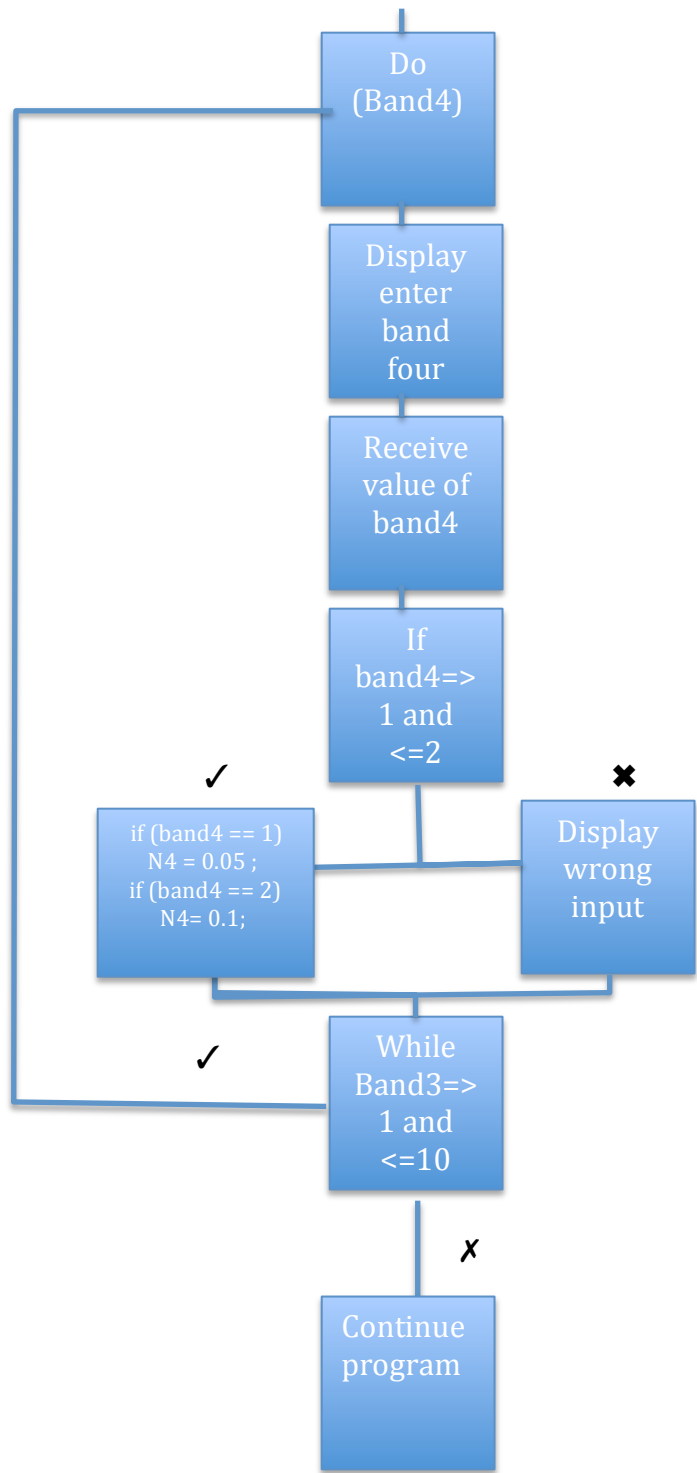 Do
(Band4)
Display
enter
band
four
Receive
value of
band4
If
band4=>
1 and
<=2
✓
✖
if (band4 == 1)
N4 = 0.05 ;
if (band4 == 2)
N4= 0.1;
Display
wrong
input
✓
While
Band3=>
1 and
<=10
✗
Continue
program